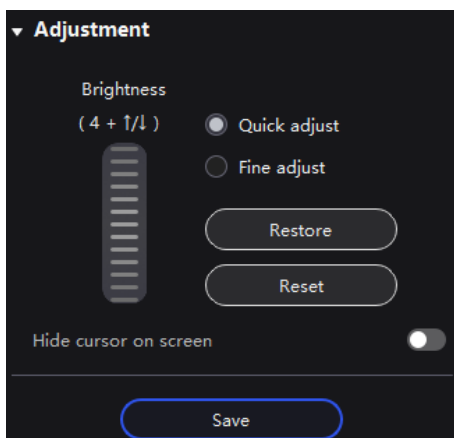 Adjustment
Brightness
( 4 + ↑/↓ )
Quick adjust
Fine adjust
Restore
Reset
Hide cursor on screen
Save